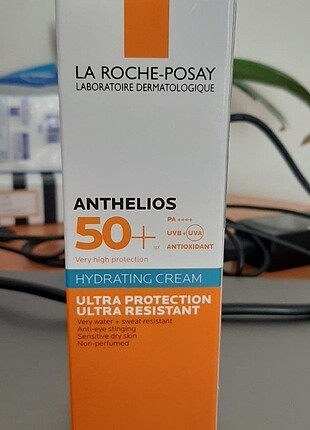 LA ROCHE-POSAY
LABORATOIRE DERMATOLOGIQUE
ANTHELIOS
50+
SPF
PA ++++
UVB+UVA
ANTIOXIDANT
Very high protection
HYDRATING CREAM
ULTRA PROTECTION
ULTRA RESISTANT
Very water + sweat resistant
Anti-eye stinging
Sensitive dry skin
Non-perfumed